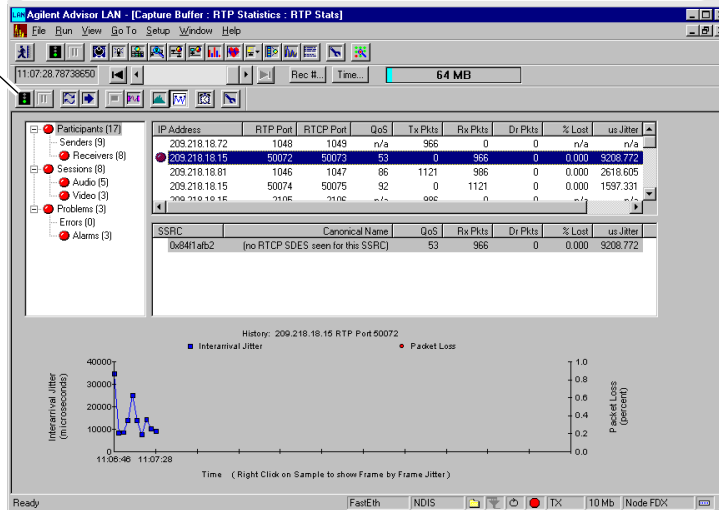 Agilent Advisor LAN - [Capture Buffer : RTP Statistics : RTP Stats]
File Run View Go To Setup Window Help
11:07:28.78738650 Rec #... Time... 64 MB
Participants (17)
Senders (9)
Receivers (8)
Sessions (8)
Audio (5)
Video (3)
Problems (3)
Errors (0)
Alarms (3)
IP Address RTP Port RTCP Port QoS Tx Pkts Rx Pkts Dr Pkts % Lost us Jitter
209.218.18.72 1048 1049 n/a 966 0 0 n/a n/a
209.218.18.15 50072 50073 53 0 966 0 0.000 9208.772
209.218.18.81 1046 1047 86 1121 986 0 0.000 2618.605
209.218.18.15 50074 50075 92 0 1121 0 0.000 1597.331
209.218.18.15 2105 2106 n/a 986 0 0 n/a n/a
SSRC Canonical Name QoS Rx Pkts Dr Pkts % Lost us Jitter
0x84f1afb2 (no RTCP SDES seen for this SSRC) 53 966 0 0.000 9208.772
History: 209.218.18.15 RTP Port 50072
Interarrival Jitter Packet Loss
Interarrival Jitter
(microseconds)
40000
30000
20000
10000
0
1.0
0.8
0.6
0.4
0.2
0.0
Packet Loss
(percent)
11:06:46 11:07:28
Time (Right Click on Sample to show Frame by Frame Jitter)
Ready FastEth NDIS TX 10 Mb Node FDX